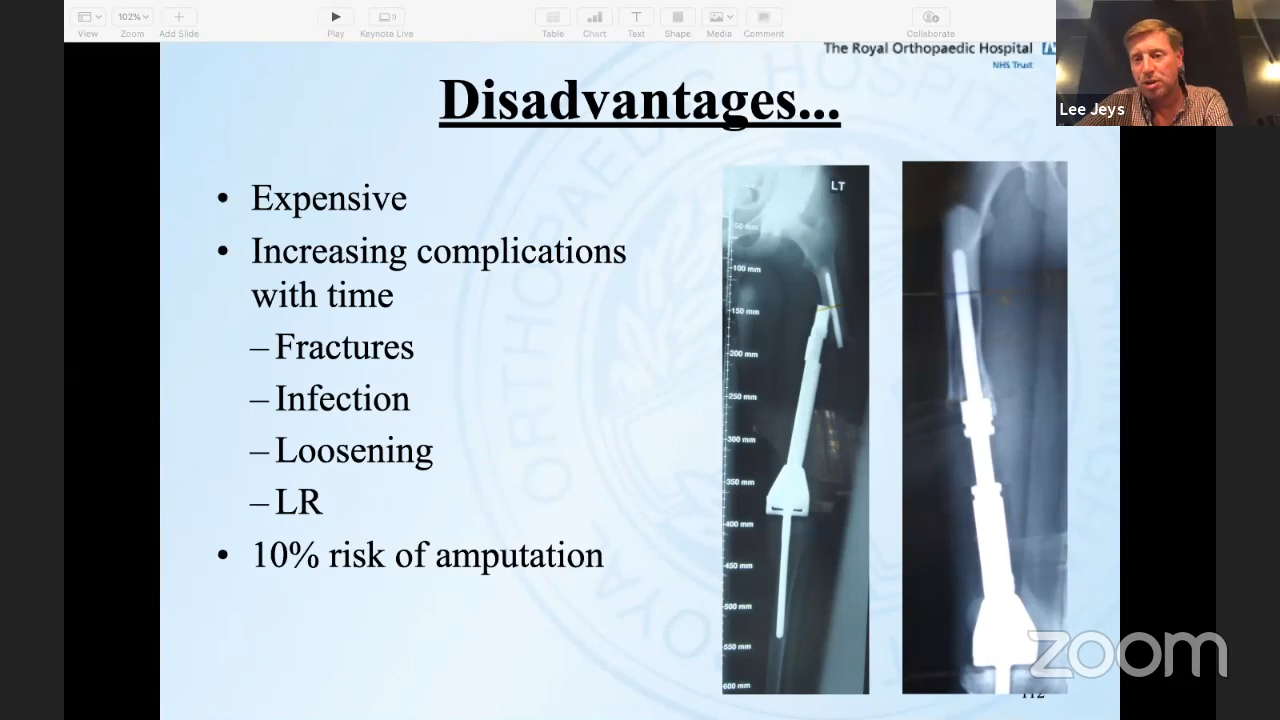 View
102%
Zoom
Add Slide
Play
Keynote Live
Table
Chart
Text
Shape
Media
Comment
Collaborate
Lee Jeys
The Royal Orthopaedic Hospital
NHS Trust
Disadvantages...
• Expensive
• Increasing complications
with time
– Fractures
– Infection
– Loosening
– LR
• 10% risk of amputation
LT
50 mm
100 mm
150 mm
200 mm
250 mm
300 mm
350 mm
400 mm
450 mm
500 mm
550 mm
600 mm
zoom